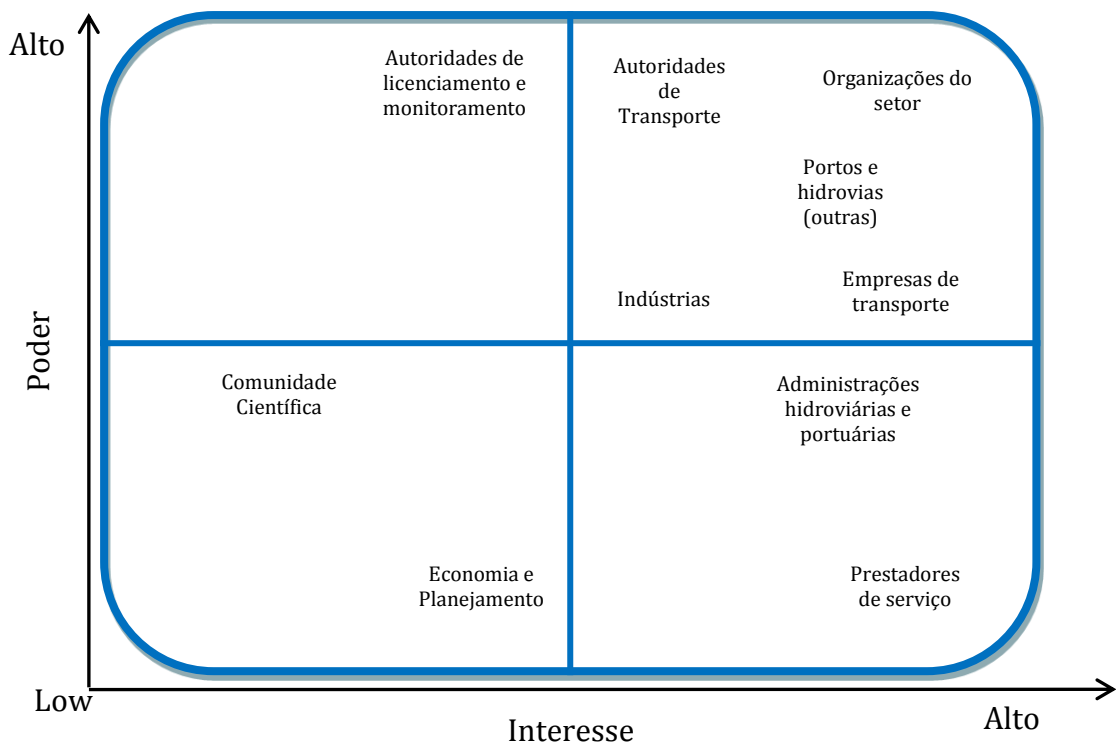 Alto
Autoridades de
licenciamento e
monitoramento
Autoridades
de
Transporte
Organizações do
setor
Portos e
hidrovias
(outras)
Indústrias
Empresas de
transporte
Poder
Comunidade
Científica
Administrações
hidroviárias e
portuárias
Economia e
Planejamento
Prestadores
de serviço
Low
Interesse
Alto